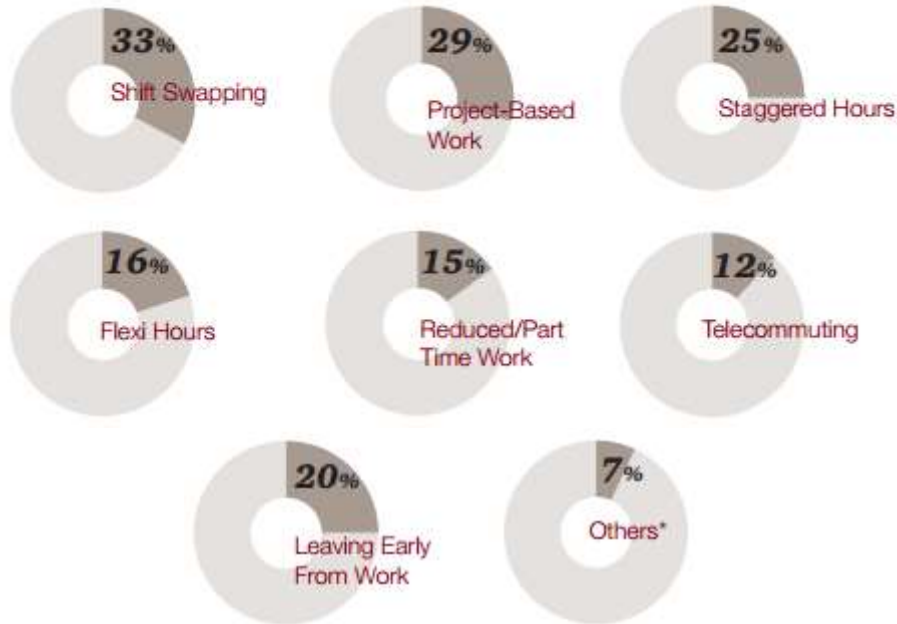 33%
Shift Swapping
29%
Project-Based
Work
25%
Staggered Hours
16%
Flexi Hours
15%
Reduced/Part
Time Work
12%
Telecommuting
20%
Leaving Early
From Work
7%
Others*